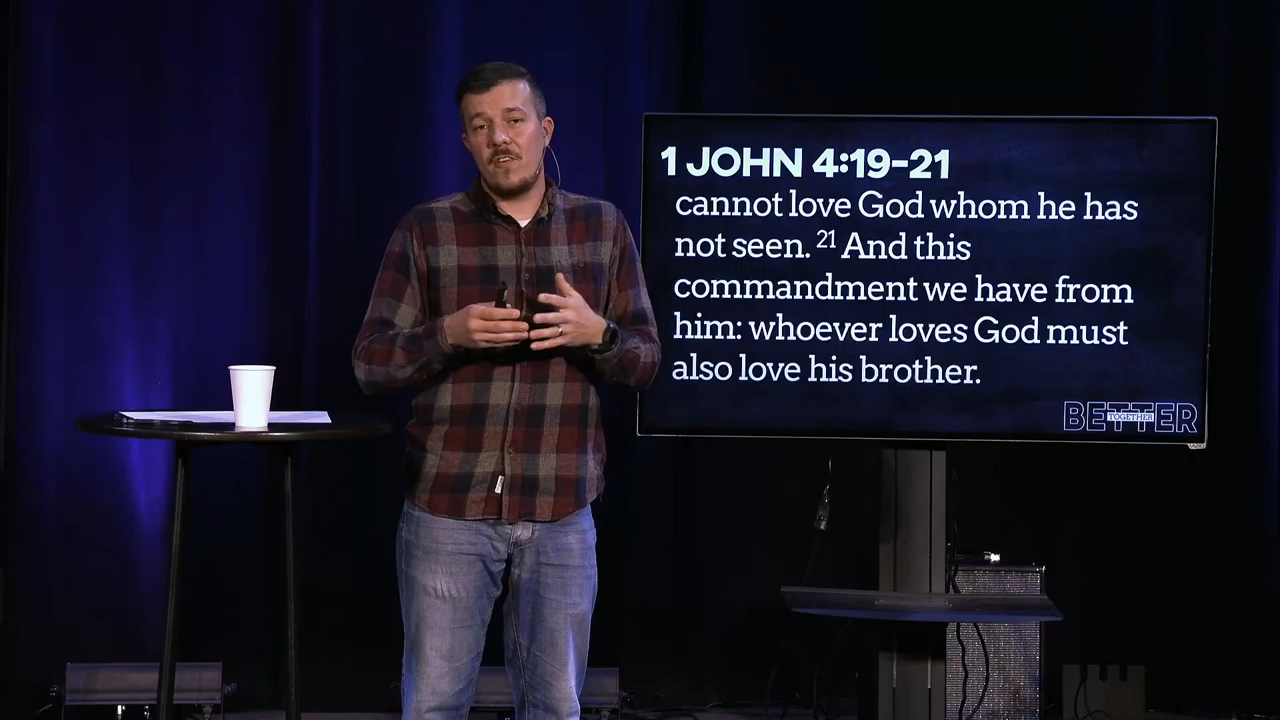 1 JOHN 4:19-21
cannot love God whom he has
not seen. 21 And this
commandment we have from
him: whoever loves God must
also love his brother.
BETTER
TOGETHER